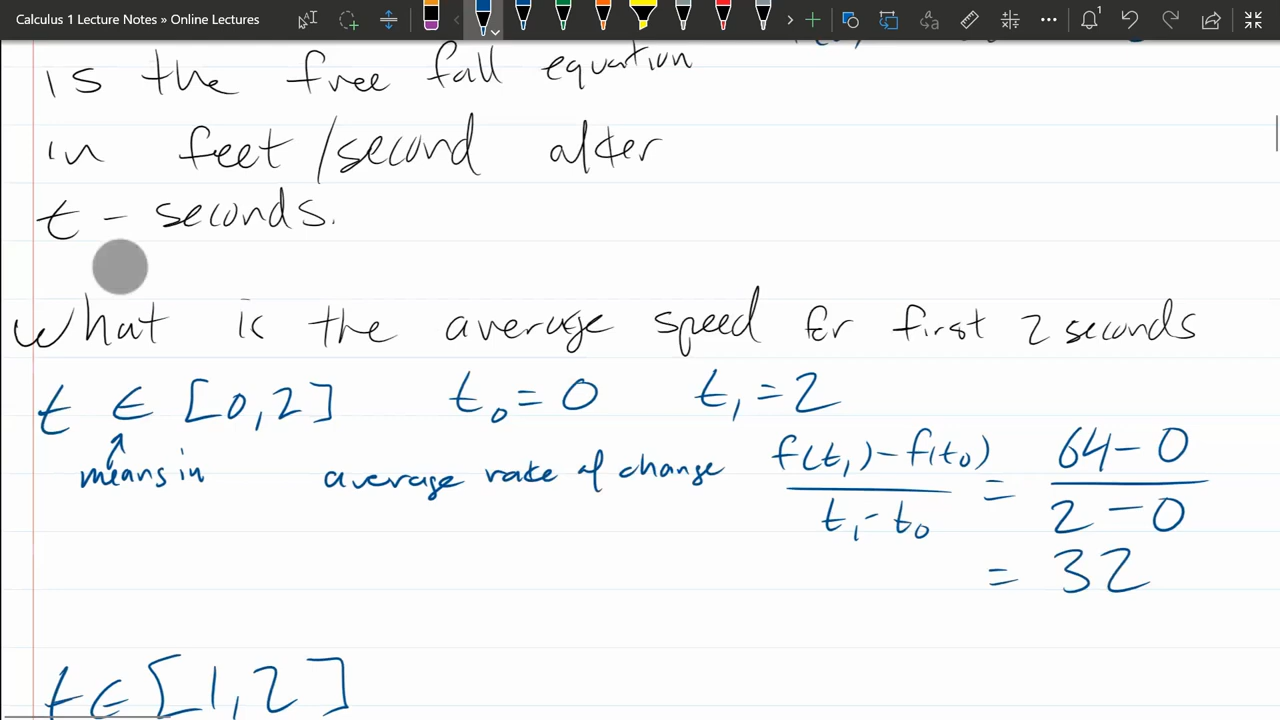 Calculus 1 Lecture Notes » Online Lectures
is the free fall equation
in feet/second after
t - seconds.
What is the average speed for first 2 seconds
t ∈ [0,2] t₀ = 0 t₁ = 2
means in
average rate of change (f(t₁) - f(t₀))/(t₁ - t₀) = (64 - 0)/(2 - 0)
= 32
t ∈ [1,2]